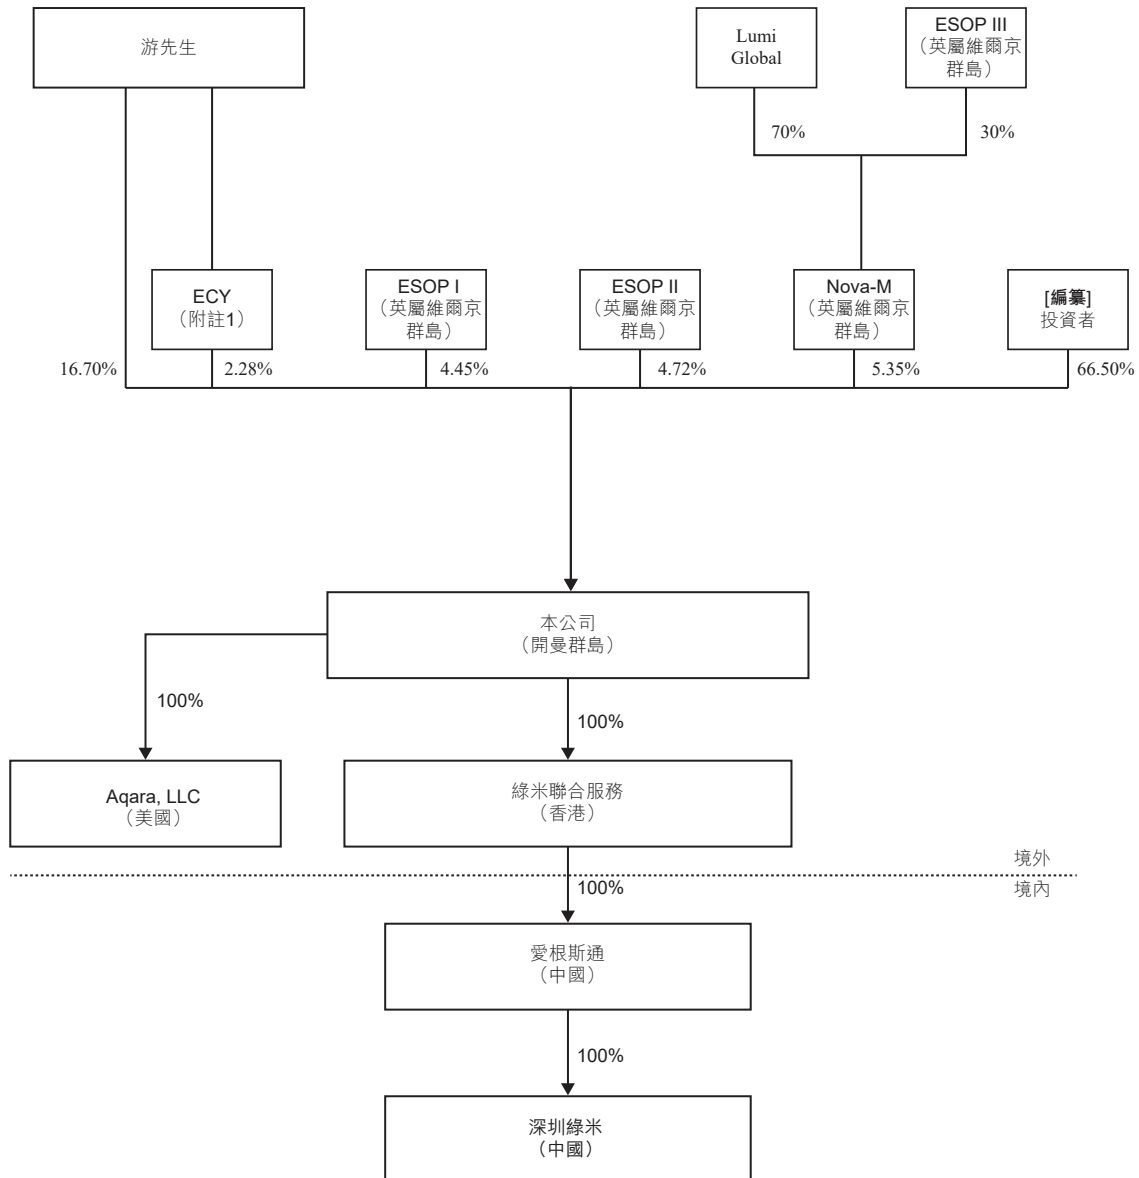 游先生
Lumi
Global
ESOP III
（英屬維爾京
群島）
70%
30%
ECY
（附註1）
ESOP I
（英屬維爾京
群島）
ESOP II
（英屬維爾京
群島）
Nova-M
（英屬維爾京
群島）
[編纂]
投資者
16.70%
2.28%
4.45%
4.72%
5.35%
66.50%
本公司
（開曼群島）
100%
100%
Aqara, LLC
（美國）
綠米聯合服務
（香港）
境外
境內
100%
愛根斯通
（中國）
100%
深圳綠米
（中國）